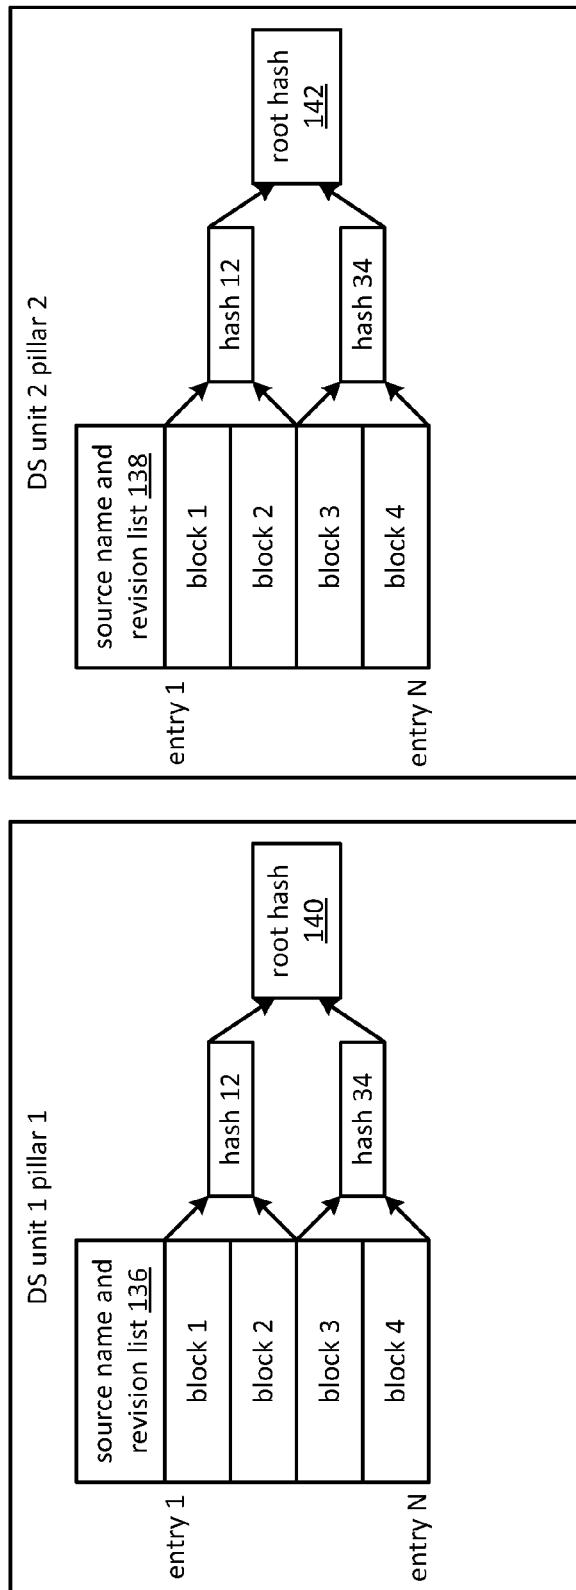 DS unit 1 pillar 1
source name and
revision list 136
entry 1
block 1
block 2
block 3
block 4
entry N
hash 12
hash 34
root hash
140
DS unit 2 pillar 2
source name and
revision list 138
entry 1
block 1
block 2
block 3
block 4
entry N
hash 12
hash 34
root hash
142